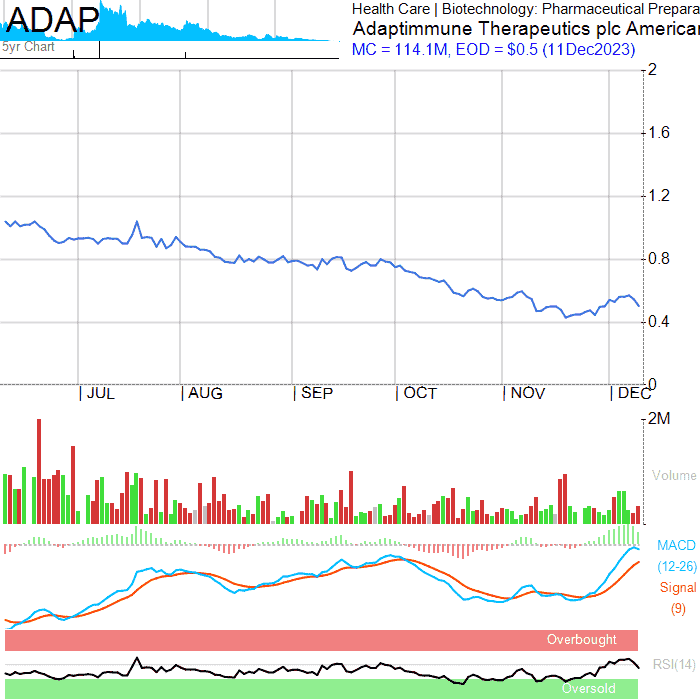 ADAP
5yr Chart
Health Care | Biotechnology: Pharmaceutical Prepara
Adaptimmune Therapeutics plc American
MC = 114.1M, EOD = $0.5 (11Dec2023)
2
1.6
1.2
0.8
0.4
0
| JUL | AUG | SEP | OCT | NOV | DEC
2M
Volume
MACD
(12-26)
Signal
(9)
Overbought
RSI(14)
Oversold